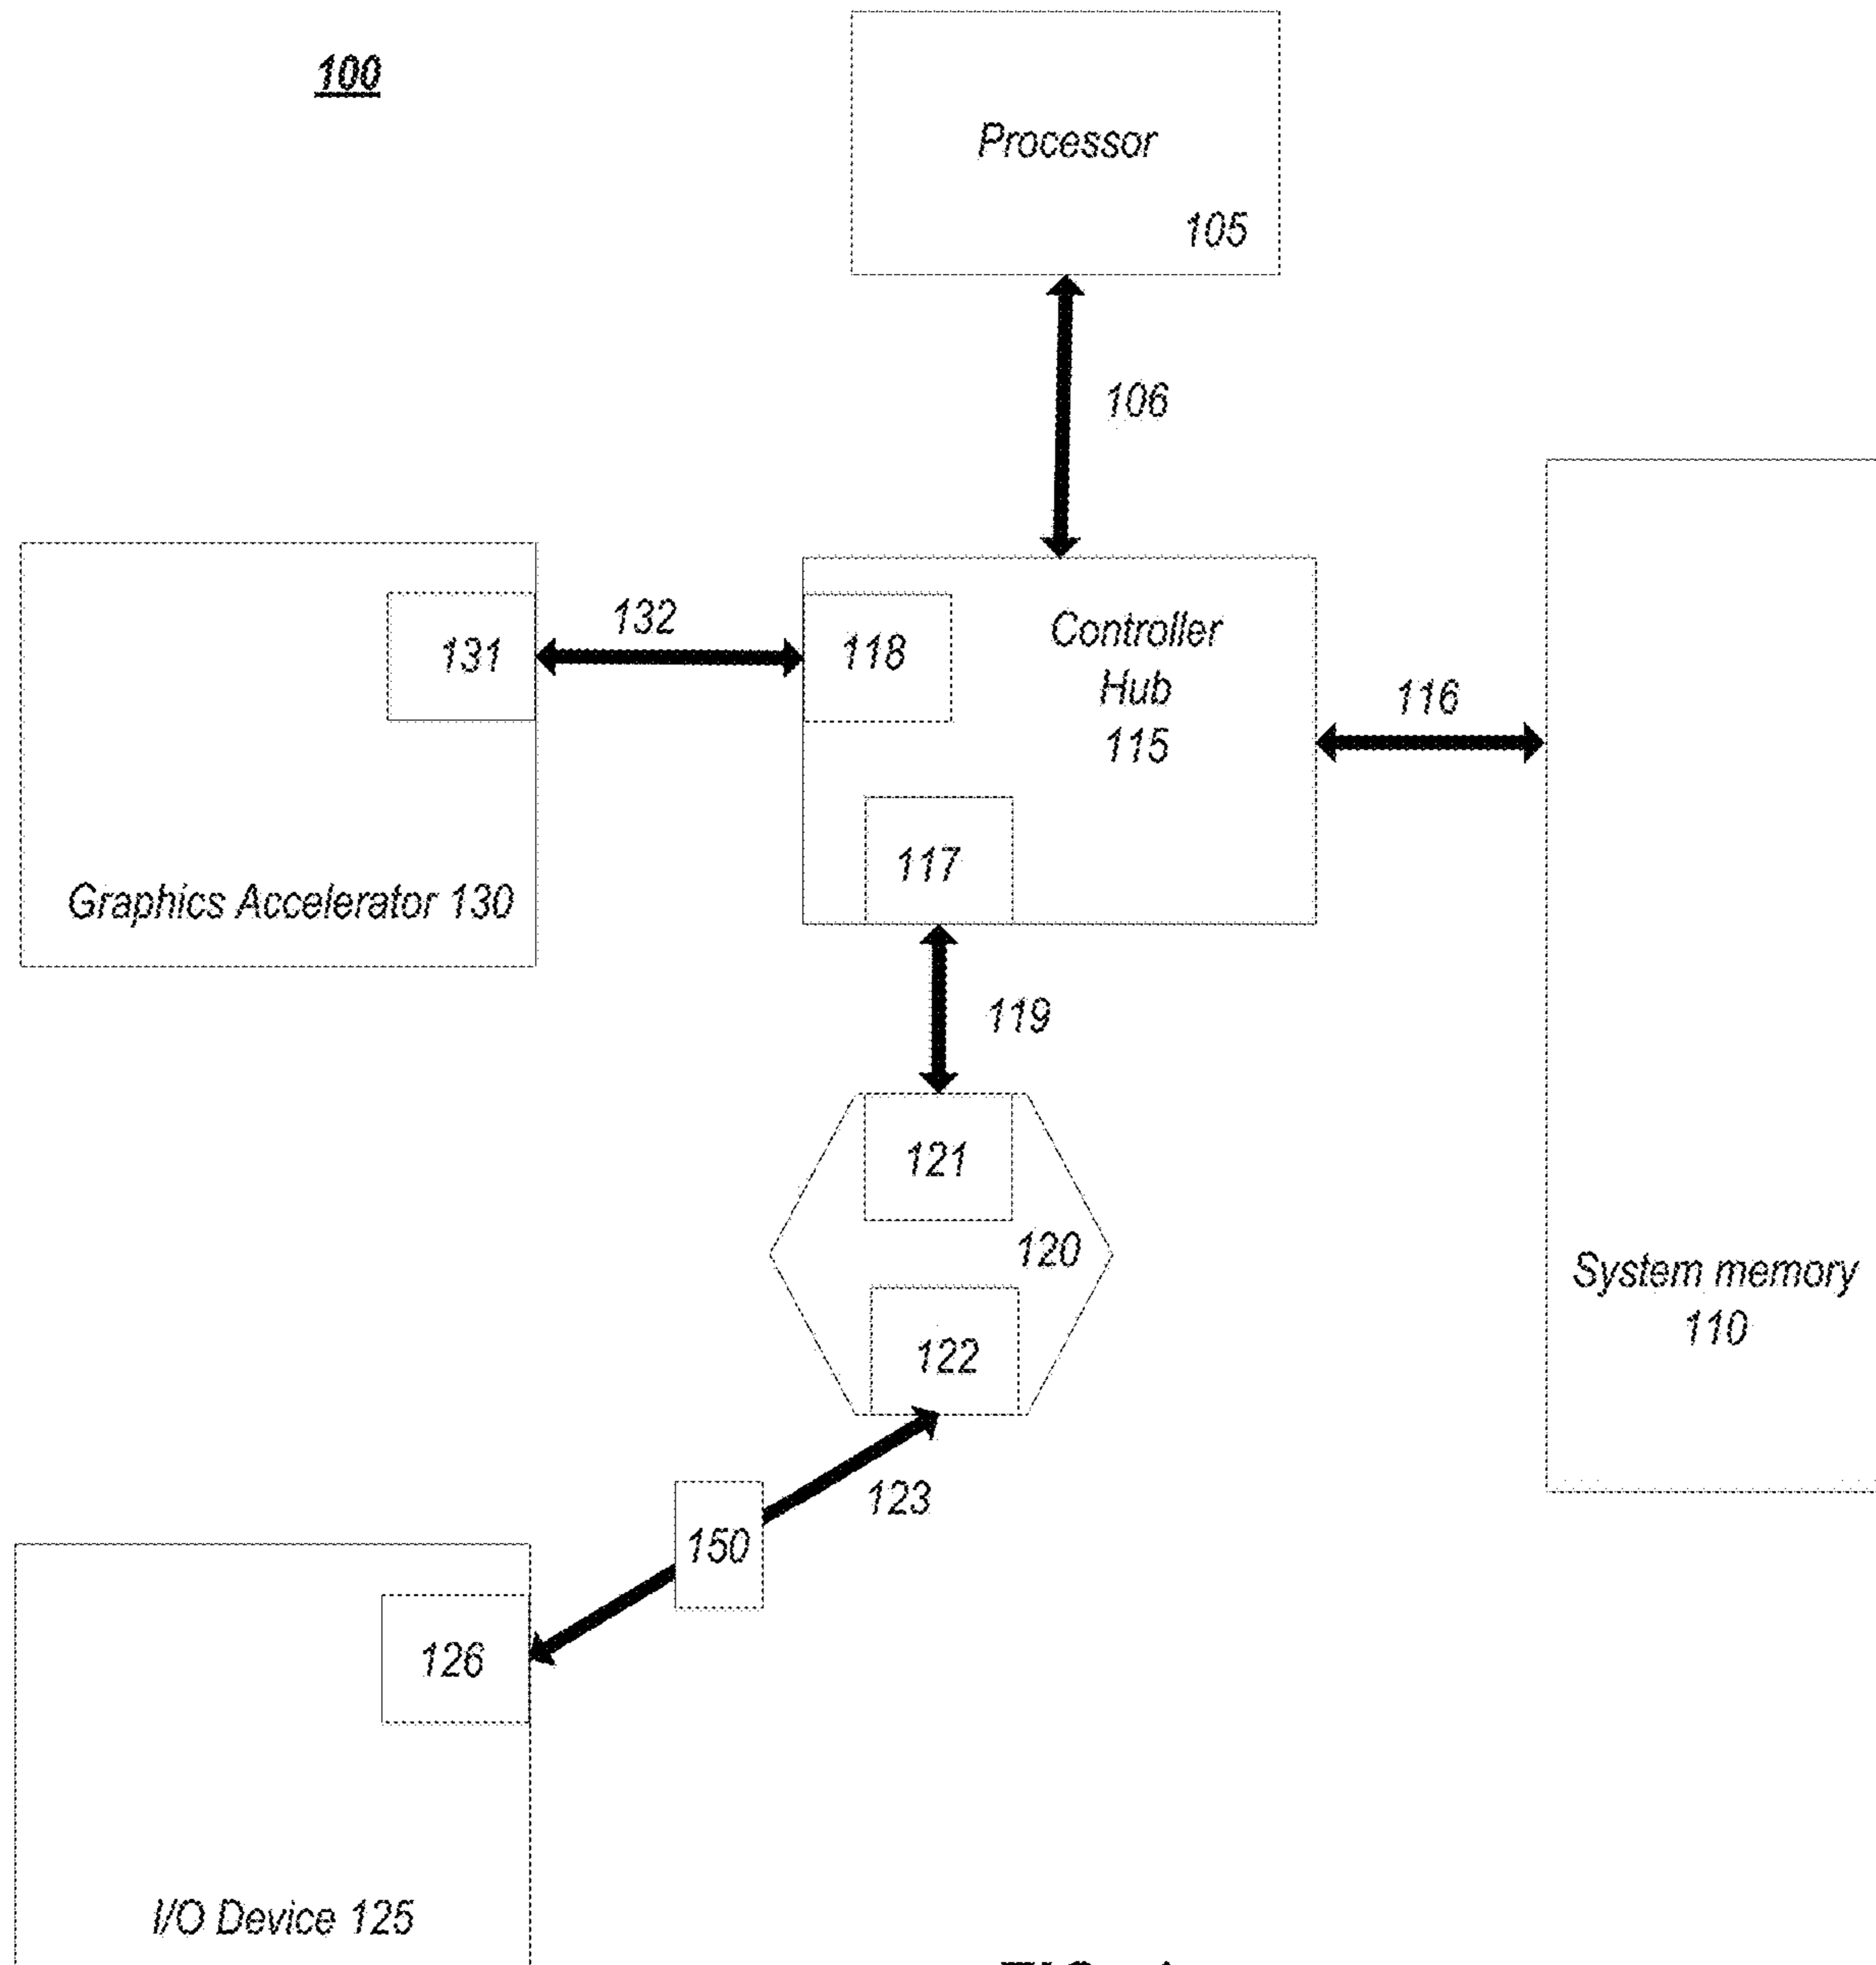 100
Processor
105
106
132
131
118
Controller
Hub
115
116
117
Graphics Accelerator 130
119
121
120
System memory
110
122
123
150
126
I/O Device 125